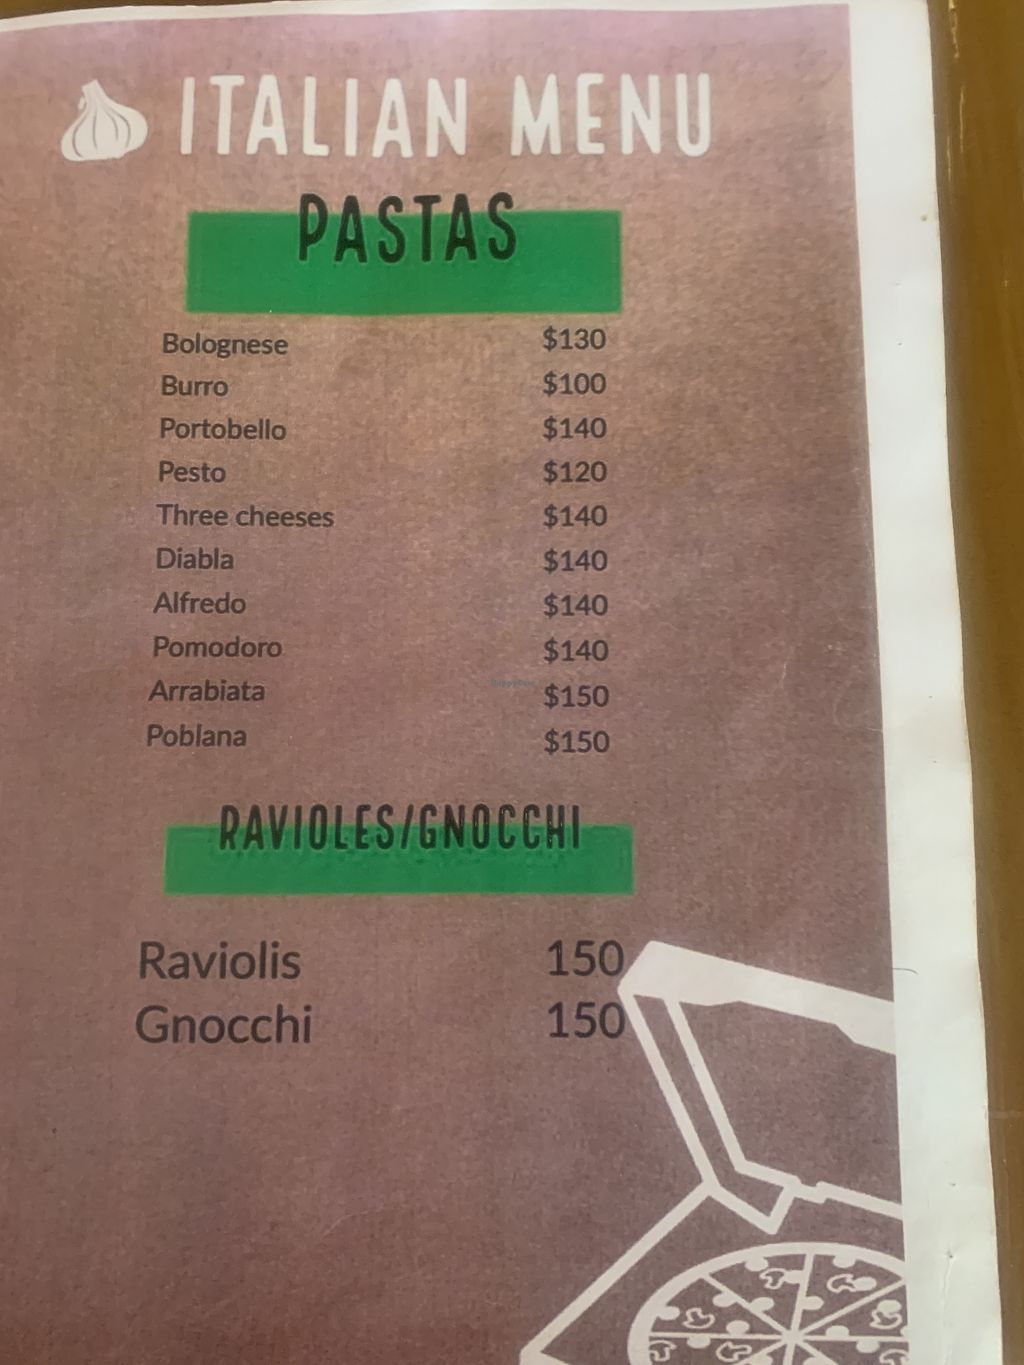 ITALIAN MENU
PASTAS
Bolognese $130
Burro $100
Portobello $140
Pesto $120
Three cheeses $140
Diabla $140
Alfredo $140
Pomodoro $140
Arrabiata $150
Poblana $150
HappyCow
RAVIOLES/GNOCCHI
Raviolis 150
Gnocchi 150